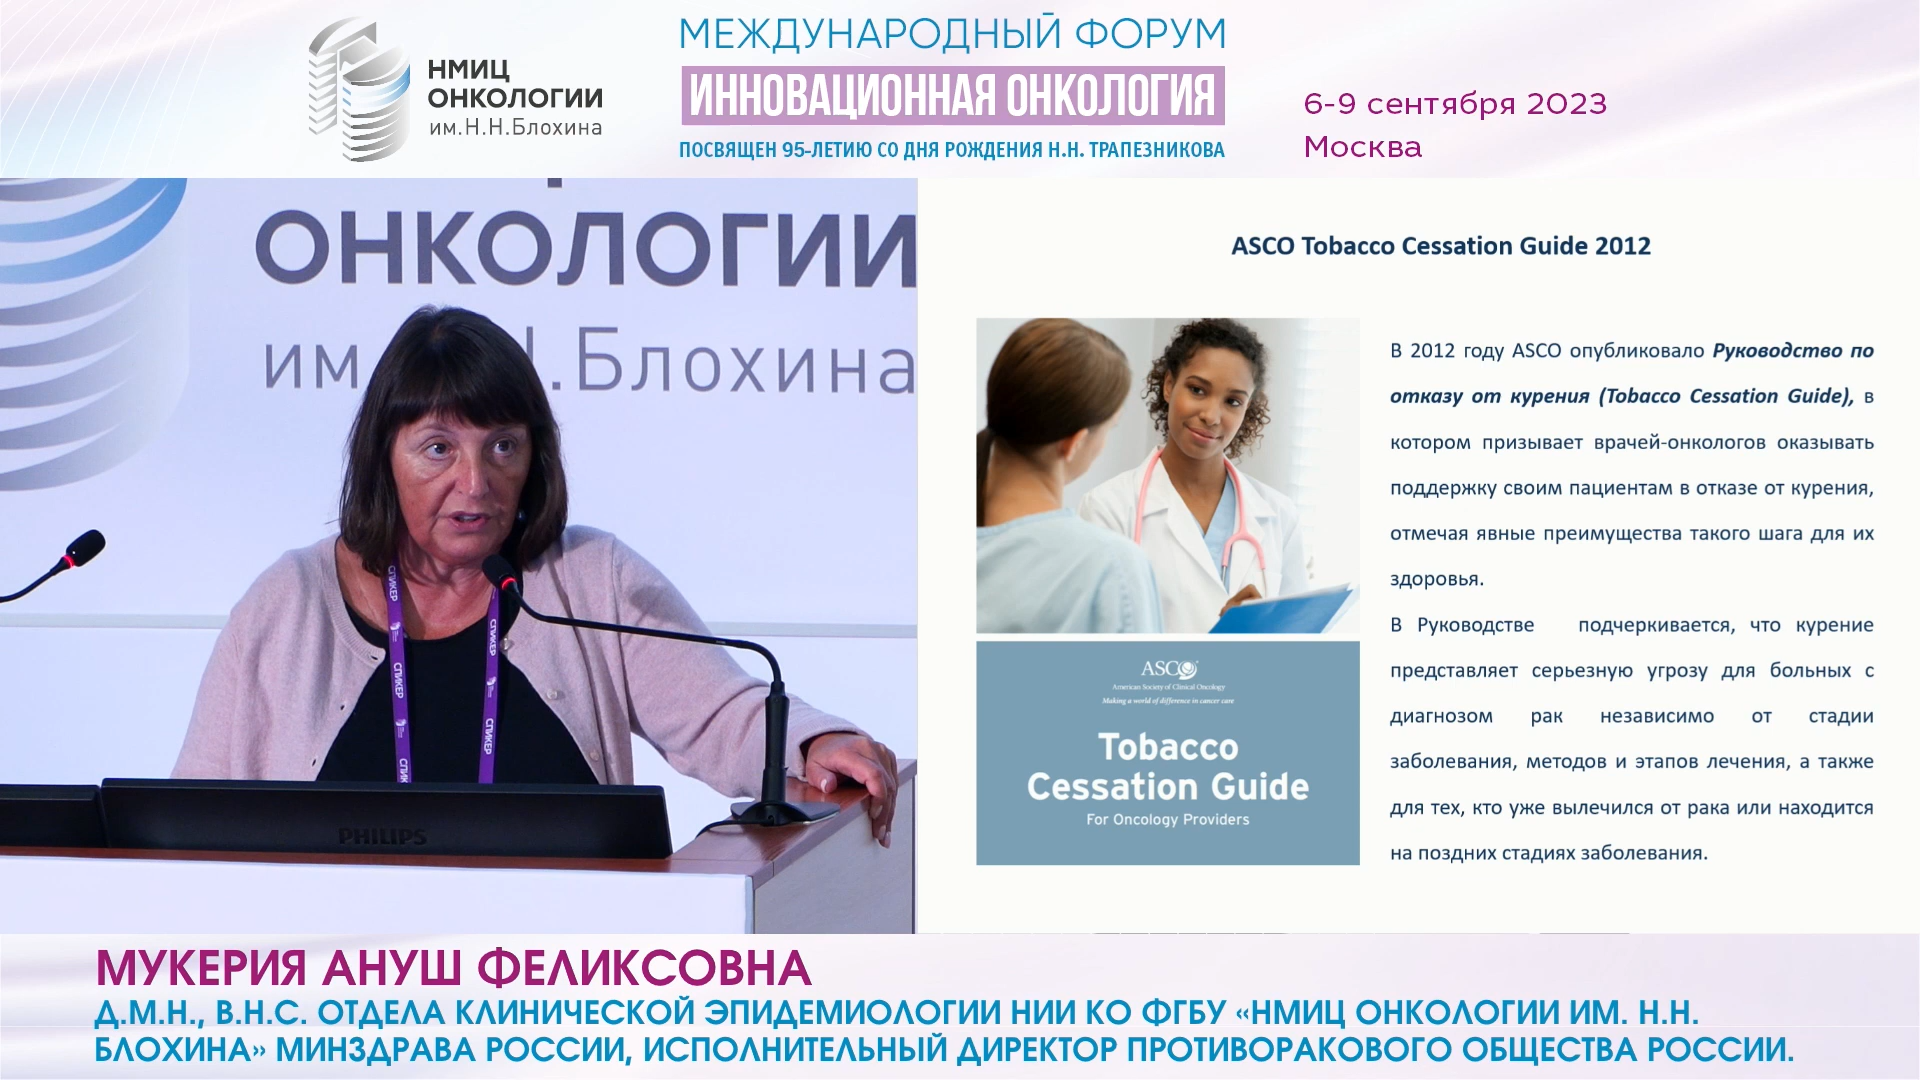 НМИЦ
ОНКОЛОГИИ
им.Н.Н.Блохина
МЕЖДУНАРОДНЫЙ ФОРУМ
ИННОВАЦИОННАЯ ОНКОЛОГИЯ
ПОСВЯЩЕН 95-ЛЕТИЮ СО ДНЯ РОЖДЕНИЯ Н.Н. ТРАПЕЗНИКОВА
6-9 сентября 2023
Москва
ОНКОЛОГИИ
им. .Блохина
СПИКЕР
СПИКЕР
СПИКЕР
СПИКЕР
СПИКЕР
PHILIPS
ASCO Tobacco Cessation Guide 2012
В 2012 году ASCO опубликовало Руководство по
отказу от курения (Tobacco Cessation Guide), в
котором призывает врачей-онкологов оказывать
поддержку своим пациентам в отказе от курения,
отмечая явные преимущества такого шага для их
здоровья.
В Руководстве подчеркивается, что курение
представляет серьезную угрозу для больных с
диагнозом рак независимо от стадии
заболевания, методов и этапов лечения, а также
для тех, кто уже вылечился от рака или находится
на поздних стадиях заболевания.
ASCO
American Society of Clinical Oncology
Making a world of difference in cancer care
Tobacco
Cessation Guide
For Oncology Providers
МУКЕРИЯ АНУШ ФЕЛИКСОВНА
Д.М.Н., В.Н.С. ОТДЕЛА КЛИНИЧЕСКОЙ ЭПИДЕМИОЛОГИИ НИИ КО ФГБУ «НМИЦ ОНКОЛОГИИ ИМ. Н.Н.
БЛОХИНА» МИНЗДРАВА РОССИИ, ИСПОЛНИТЕЛЬНЫЙ ДИРЕКТОР ПРОТИВОРАКОВОГО ОБЩЕСТВА РОССИИ.